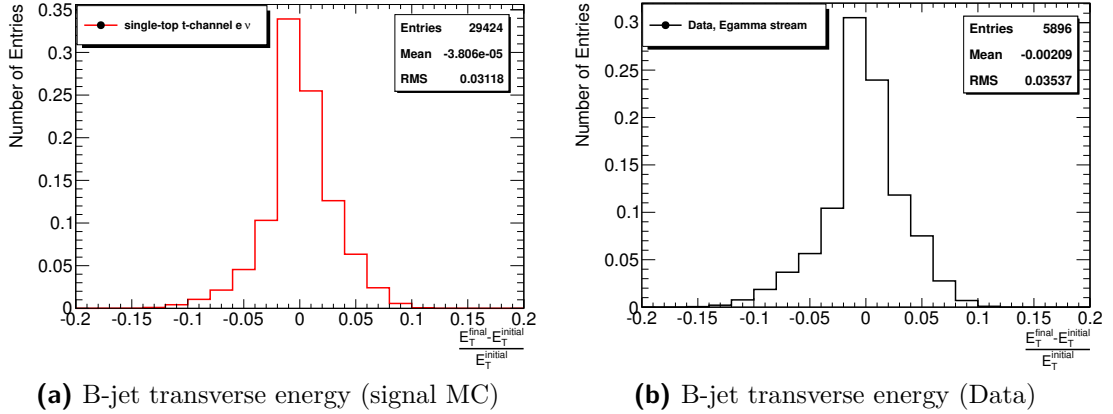 Number of Entries
single-top t-channel e ν
Entries 29424
Mean -3.806e-05
RMS 0.03118
0.35
0.3
0.25
0.2
0.15
0.1
0.05
0
-0.2 -0.15 -0.1 -0.05 0 0.05 0.1 0.15 0.2
E_T^final-E_T^initial
E_T^initial
(a) B-jet transverse energy (signal MC)
Number of Entries
Data, Egamma stream
Entries 5896
Mean -0.00209
RMS 0.03537
0.3
0.25
0.2
0.15
0.1
0.05
0
-0.2 -0.15 -0.1 -0.05 0 0.05 0.1 0.15 0.2
E_T^final-E_T^initial
E_T^initial
(b) B-jet transverse energy (Data)